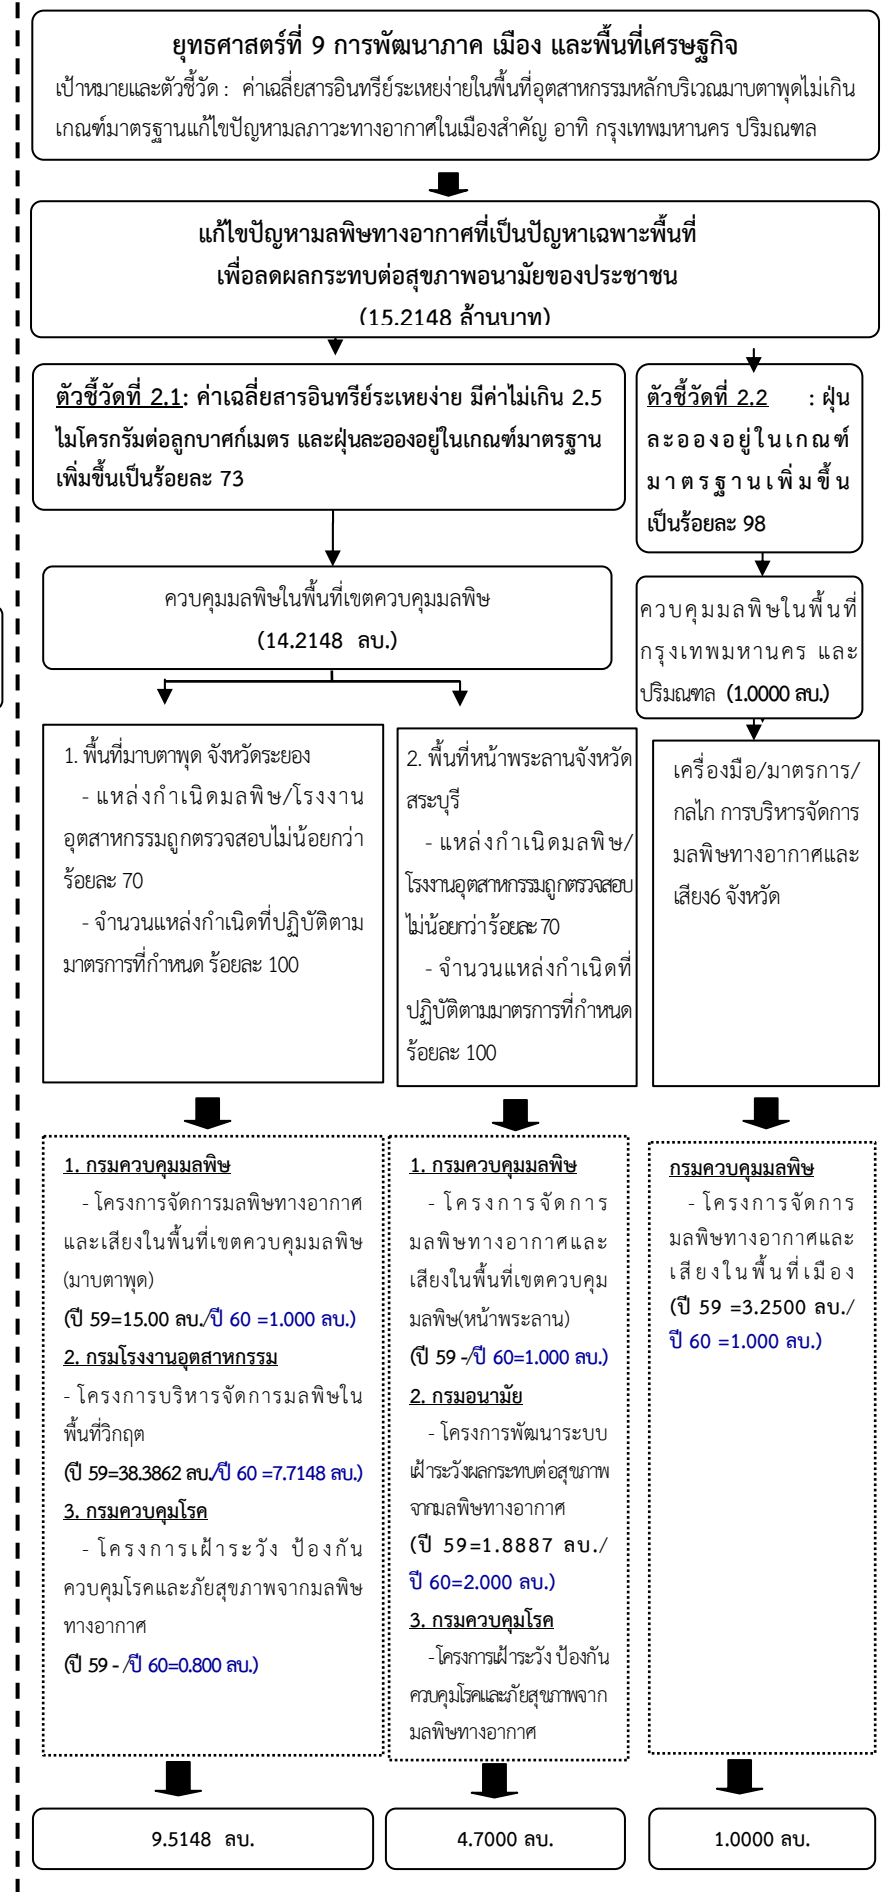 ยุทธศาสตร์ที่ 9 การพัฒนาภาค เมือง และพื้นที่เศรษฐกิจ
เป้าหมายและตัวชี้วัด : ค่าเฉลี่ยสารอินทรีย์ระเหยง่ายในพื้นที่อุตสาหกรรมหลักบริเวณมาบตาพุดไม่เกิน
เกณฑ์มาตรฐานแก้ไขปัญหามลภาวะทางอากาศในเมืองสำคัญ อาทิ กรุงเทพมหานคร ปริมณฑล
แก้ไขปัญหามลพิษทางอากาศที่เป็นปัญหาเฉพาะพื้นที่
เพื่อลดผลกระทบต่อสุขภาพอนามัยของประชาชน
(15.2148 ล้านบาท)
ตัวชี้วัดที่ 2.1: ค่าเฉลี่ยสารอินทรีย์ระเหยง่าย มีค่าไม่เกิน 2.5
ไมโครกรัมต่อลูกบาศก์เมตร และฝุ่นละอองอยู่ในเกณฑ์มาตรฐาน
เพิ่มขึ้นเป็นร้อยละ 73
ตัวชี้วัดที่ 2.2 : ฝุ่น
ละอองอยู่ในเกณฑ์
มาตรฐานเพิ่มขึ้น
เป็นร้อยละ 98
ควบคุมมลพิษในพื้นที่เขตควบคุมมลพิษ
(14.2148 ลบ.)
ควบคุมมลพิษในพื้นที่
กรุงเทพมหานคร และ
ปริมณฑล (1.0000 ลบ.)
1. พื้นที่มาบตาพุด จังหวัดระยอง
- แหล่งกำเนิดมลพิษ/โรงงาน
อุตสาหกรรมถูกตรวจสอบไม่น้อยกว่า
ร้อยละ 70
- จำนวนแหล่งกำเนิดที่ปฏิบัติตาม
มาตรการที่กำหนด ร้อยละ 100
2. พื้นที่หน้าพระลานจังหวัด
สระบุรี
- แหล่งกำเนิดมลพิษ/
โรงงานอุตสาหกรรมถูกตรวจสอบ
ไม่น้อยกว่า ร้อยละ 70
- จำนวนแหล่งกำเนิดที่
ปฏิบัติตามมาตรการที่กำหนด
ร้อยละ 100
เครื่องมือ/มาตรการ/
กลไก การบริหารจัดการ
มลพิษทางอากาศและ
เสียง6 จังหวัด
1. กรมควบคุมมลพิษ
- โครงการจัดการมลพิษทางอากาศ
และเสียงในพื้นที่เขตควบคุมมลพิษ
(มาบตาพุด)
(ปี 59=15.00 ลบ./ปี 60 =1.000 ลบ.)
2. กรมโรงงานอุตสาหกรรม
- โครงการบริหารจัดการมลพิษใน
พื้นที่วิกฤต
(ปี 59=38.3862 ลบ./ปี 60 =7.7148 ลบ.)
3. กรมควบคุมโรค
- โครงการเฝ้าระวัง ป้องกัน
ควบคุมโรคและภัยสุขภาพจากมลพิษ
ทางอากาศ
(ปี 59 - /ปี 60=0.800 ลบ.)
1. กรมควบคุมมลพิษ
- โครงการจัดการ
มลพิษทางอากาศและ
เสียงในพื้นที่เขตควบคุม
มลพิษ(หน้าพระลาน)
(ปี 59 -/ปี 60=1.000 ลบ.)
2. กรมอนามัย
- โครงการพัฒนาระบบ
เฝ้าระวังผลกระทบต่อสุขภาพ
จากมลพิษทางอากาศ
(ปี 59=1.8887 ลบ./
ปี 60=2.000 ลบ.)
3. กรมควบคุมโรค
-โครงการเฝ้าระวัง ป้องกัน
ควบคุมโรคและภัยสุขภาพจาก
มลพิษทางอากาศ
กรมควบคุมมลพิษ
- โครงการจัดการ
มลพิษทางอากาศและ
เสียงในพื้นที่เมือง
(ปี 59 =3.2500 ลบ./
ปี 60 =1.000 ลบ.)
9.5148 ลบ.
4.7000 ลบ.
1.0000 ลบ.